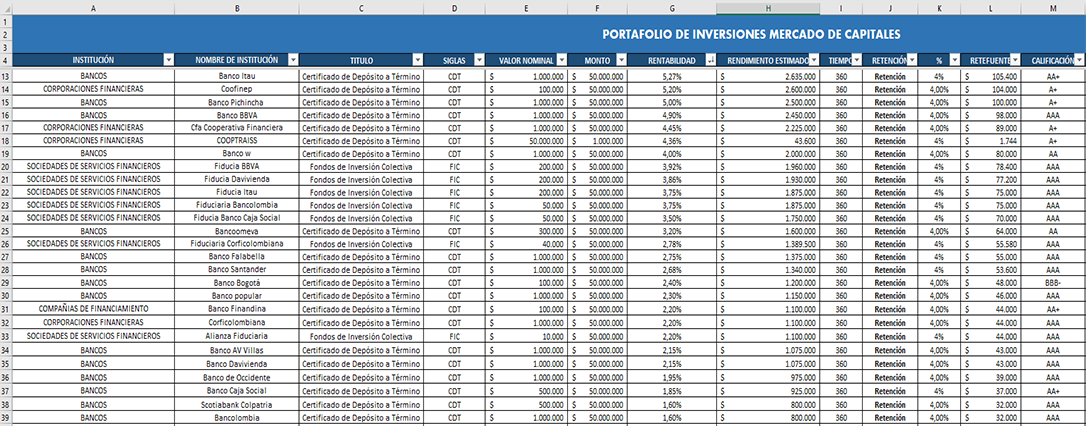 A B C D E F G H I J K L M
1
2 PORTAFOLIO DE INVERSIONES MERCADO DE CAPITALES
3
4 INSTITUCIÓN NOMBRE DE INSTITUCIÓN TITULO SIGLAS VALOR NOMINAL MONTO RENTABILIDAD RENDIMIENTO ESTIMADO TIEMPO RETENCIÓN % RETEFUENTE CALIFICACIÓN
13 BANCOS Banco Itau Certificado de Depósito a Término CDT $ 1.000.000 $ 50.000.000 5,27% $ 2.635.000 360 Retención 4% $ 105.400 AA+
14 CORPORACIONES FINANCIERAS Coofinep Certificado de Depósito a Término CDT $ 100.000 $ 50.000.000 5,20% $ 2.600.000 360 Retención 4,00% $ 104.000 A+
15 BANCOS Banco Pichincha Certificado de Depósito a Término CDT $ 1.000.000 $ 50.000.000 5,00% $ 2.500.000 360 Retención 4,00% $ 100.000 A+
16 BANCOS Banco BBVA Certificado de Depósito a Término CDT $ 1.000.000 $ 50.000.000 4,90% $ 2.450.000 360 Retención 4,00% $ 98.000 AAA
17 CORPORACIONES FINANCIERAS Cfa Cooperativa Financiera Certificado de Depósito a Término CDT $ 1.000.000 $ 50.000.000 4,45% $ 2.225.000 360 Retención 4,00% $ 89.000 A+
18 CORPORACIONES FINANCIERAS COOPTRAISS Certificado de Depósito a Término CDT $ 50.000.000 $ 1.000.000 4,36% $ 43.600 360 Retención 4% $ 1.744 A+
19 BANCOS Banco w Certificado de Depósito a Término CDT $ 1.000.000 $ 50.000.000 4,00% $ 2.000.000 360 Retención 4,00% $ 80.000 AA
20 SOCIEDADES DE SERVICIOS FINANCIEROS Fiducia BBVA Fondos de Inversión Colectiva FIC $ 200.000 $ 50.000.000 3,92% $ 1.960.000 360 Retención 4% $ 78.400 AAA
21 SOCIEDADES DE SERVICIOS FINANCIEROS Fiducia Davivienda Fondos de Inversión Colectiva FIC $ 200.000 $ 50.000.000 3,86% $ 1.930.000 360 Retención 4% $ 77.200 AAA
22 SOCIEDADES DE SERVICIOS FINANCIEROS Fiducia Itau Fondos de Inversión Colectiva FIC $ 200.000 $ 50.000.000 3,75% $ 1.875.000 360 Retención 4% $ 75.000 AAA
23 SOCIEDADES DE SERVICIOS FINANCIEROS Fiduciaria Bancolombia Fondos de Inversión Colectiva FIC $ 50.000 $ 50.000.000 3,75% $ 1.875.000 360 Retención 4% $ 75.000 AAA
24 SOCIEDADES DE SERVICIOS FINANCIEROS Fiducia Banco Caja Social Fondos de Inversión Colectiva FIC $ 50.000 $ 50.000.000 3,50% $ 1.750.000 360 Retención 4% $ 70.000 AAA
25 BANCOS Bancoomeva Certificado de Depósito a Término CDT $ 300.000 $ 50.000.000 3,20% $ 1.600.000 360 Retención 4,00% $ 64.000 AA
26 SOCIEDADES DE SERVICIOS FINANCIEROS Fiduciaria Corficolombiana Fondos de Inversión Colectiva FIC $ 40.000 $ 50.000.000 2,78% $ 1.389.500 360 Retención 4% $ 55.580 AAA
27 BANCOS Banco Falabella Certificado de Depósito a Término CDT $ 1.000.000 $ 50.000.000 2,75% $ 1.375.000 360 Retención 4,00% $ 55.000 AAA
28 BANCOS Banco Santander Certificado de Depósito a Término CDT $ 1.000.000 $ 50.000.000 2,68% $ 1.340.000 360 Retención 4,00% $ 53.600 AAA
29 BANCOS Banco Bogotá Certificado de Depósito a Término CDT $ 100.000 $ 50.000.000 2,40% $ 1.200.000 360 Retención 4,00% $ 48.000 BBB-
30 BANCOS Banco popular Certificado de Depósito a Término CDT $ 1.000.000 $ 50.000.000 2,30% $ 1.150.000 360 Retención 4,00% $ 46.000 AAA
31 COMPAÑIAS DE FINANCIAMIENTO Banco Finandina Certificado de Depósito a Término CDT $ 100.000 $ 50.000.000 2,20% $ 1.100.000 360 Retención 4,00% $ 44.000 AA+
32 CORPORACIONES FINANCIERAS Corficolombiana Certificado de Depósito a Término CDT $ 1.000.000 $ 50.000.000 2,20% $ 1.100.000 360 Retención 4,00% $ 44.000 AAA
33 SOCIEDADES DE SERVICIOS FINANCIEROS Alianza Fiduciaria Fondos de Inversión Colectiva FIC $ 10.000 $ 50.000.000 2,20% $ 1.100.000 360 Retención 4% $ 44.000 AAA
34 BANCOS Banco AV Villas Certificado de Depósito a Término CDT $ 1.000.000 $ 50.000.000 2,15% $ 1.075.000 360 Retención 4,00% $ 43.000 AAA
35 BANCOS Banco Davivienda Certificado de Depósito a Término CDT $ 1.000.000 $ 50.000.000 2,15% $ 1.075.000 360 Retención 4,00% $ 43.000 AAA
36 BANCOS Banco de Occidente Certificado de Depósito a Término CDT $ 1.000.000 $ 50.000.000 1,95% $ 975.000 360 Retención 4,00% $ 39.000 AAA
37 BANCOS Banco Caja Social Certificado de Depósito a Término CDT $ 500.000 $ 50.000.000 1,85% $ 925.000 360 Retención 4% $ 37.000 AA+
38 BANCOS Scotiabank Colpatria Certificado de Depósito a Término CDT $ 500.000 $ 50.000.000 1,60% $ 800.000 360 Retención 4,00% $ 32.000 AAA
39 BANCOS Bancolombia Certificado de Depósito a Término CDT $ 1.000.000 $ 50.000.000 1,60% $ 800.000 360 Retención 4,00% $ 32.000 AAA